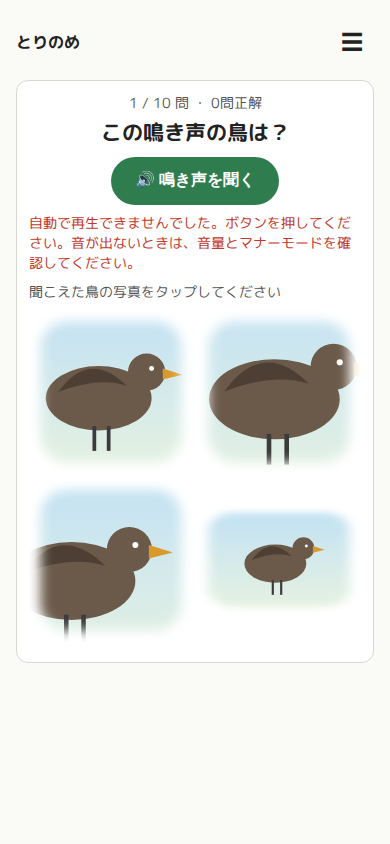 とりのめ
1 / 10 問 · 0問正解
この鳴き声の鳥は？
🔊 鳴き声を聞く
自動で再生できませんでした。ボタンを押してくだ
さい。音が出ないときは、音量とマナーモードを確
認してください。
聞こえた鳥の写真をタップしてください